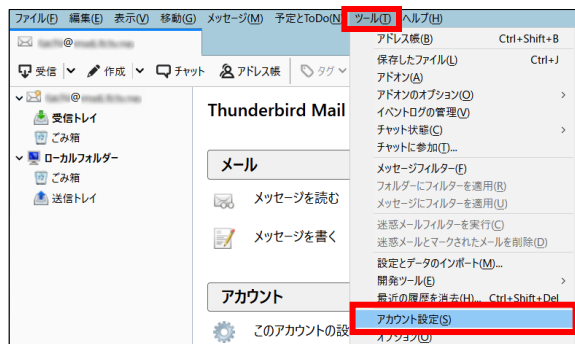 ファイル(F) 編集(E) 表示(V) 移動(G) メッセージ(M) 予定とToDo(N) ツール(T) ヘルプ(H)
@
受信 作成 チャット アドレス帳 タグ
@
受信トレイ
ごみ箱
ローカルフォルダー
ごみ箱
送信トレイ
Thunderbird Mail
メール
メッセージを読む
メッセージを書く
アカウント
このアカウントの設
アドレス帳(B) Ctrl+Shift+B
保存したファイル(L) Ctrl+J
アドオン(A)
アドオンのオプション(O)
イベントログの管理(V)
チャット状態(C)
チャットに参加(T)...
メッセージフィルター(F)
フォルダーにフィルターを適用(R)
メッセージにフィルターを適用(U)
迷惑メールフィルターを実行(C)
迷惑メールとマークされたメールを削除(D)
設定とデータのインポート(M)...
開発ツール(E)
最近の履歴を消去(H)... Ctrl+Shift+Del
アカウント設定(S)
オプション(O)